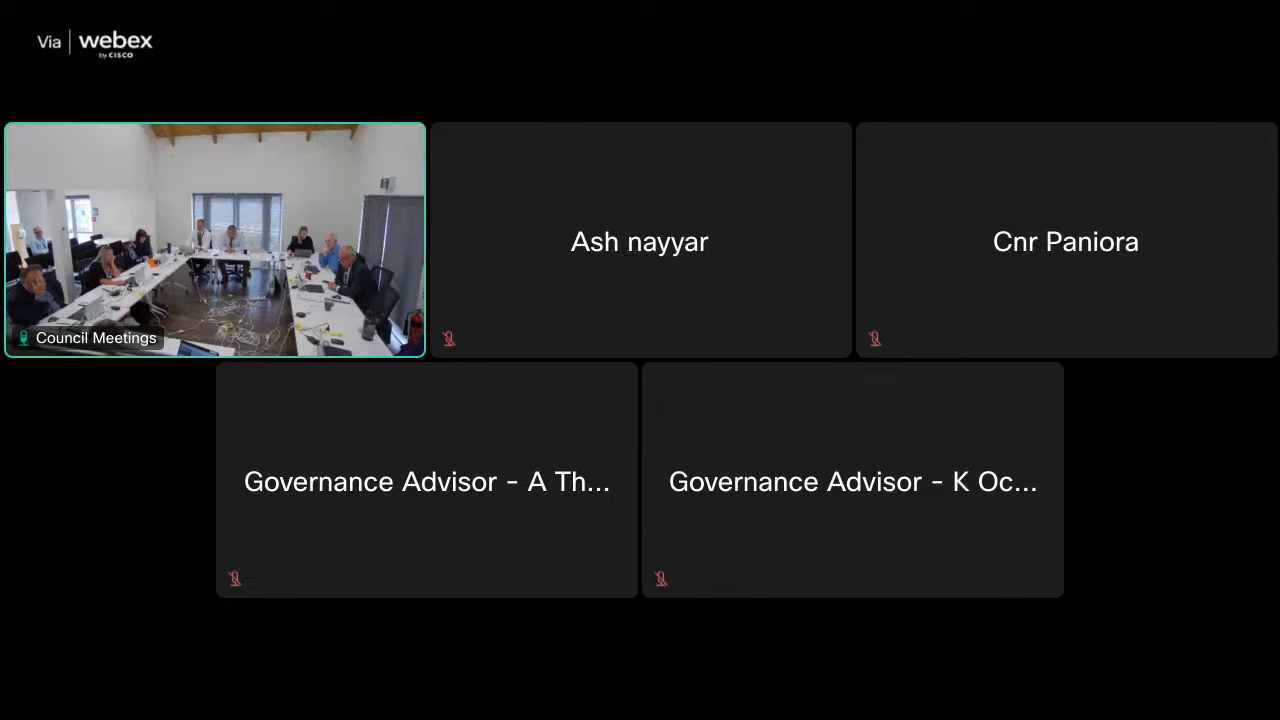 Via | webex
by CISCO
Council Meetings
Ash nayyar
Cnr Paniora
Governance Advisor - A Th...
Governance Advisor - K Oc...